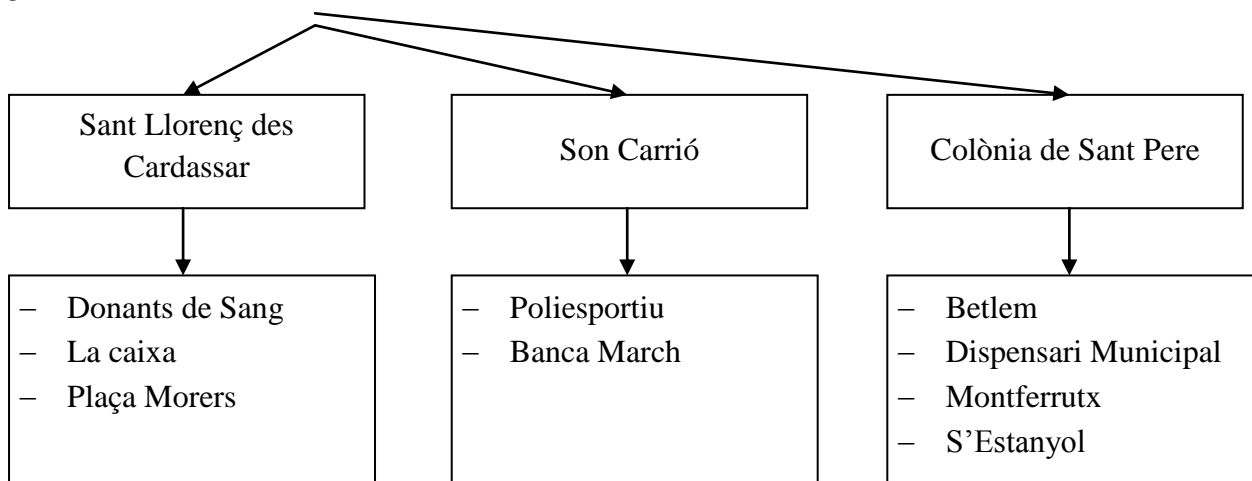 Sant Llorenç des
Cardassar
Son Carrió
Colònia de Sant Pere
– Donants de Sang
– La caixa
– Plaça Morers
– Poliesportiu
– Banca March
– Betlem
– Dispensari Municipal
– Montferrutx
– S’Estanyol